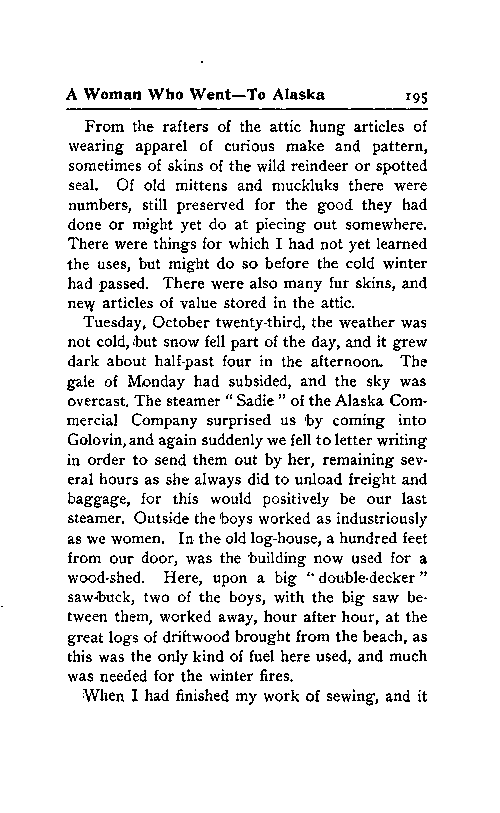 A Woman Who Went—To Alaska 195
From the rafters of the attic hung articles of
wearing apparel of curious make and pattern,
sometimes of skins of the wild reindeer or spotted
seal. Of old mittens and muckluks there were
numbers, still preserved for the good they had
done or might yet do at piecing out somewhere.
There were things for which I had not yet learned
the uses, but might do so before the cold winter
had passed. There were also many fur skins, and
new articles of value stored in the attic.
Tuesday, October twenty-third, the weather was
not cold, but snow fell part of the day, and it grew
dark about half-past four in the afternoon. The
gale of Monday had subsided, and the sky was
overcast. The steamer " Sadie " of the Alaska Com-
mercial Company surprised us by coming into
Golovin, and again suddenly we fell to letter writing
in order to send them out by her, remaining sev-
eral hours as she always did to unload freight and
baggage, for this would positively be our last
steamer. Outside the boys worked as industriously
as we women. In the old log-house, a hundred feet
from our door, was the building now used for a
wood-shed. Here, upon a big " double-decker "
saw-buck, two of the boys, with the big saw be-
tween them, worked away, hour after hour, at the
great logs of driftwood brought from the beach, as
this was the only kind of fuel here used, and much
was needed for the winter fires.
When I had finished my work of sewing, and it